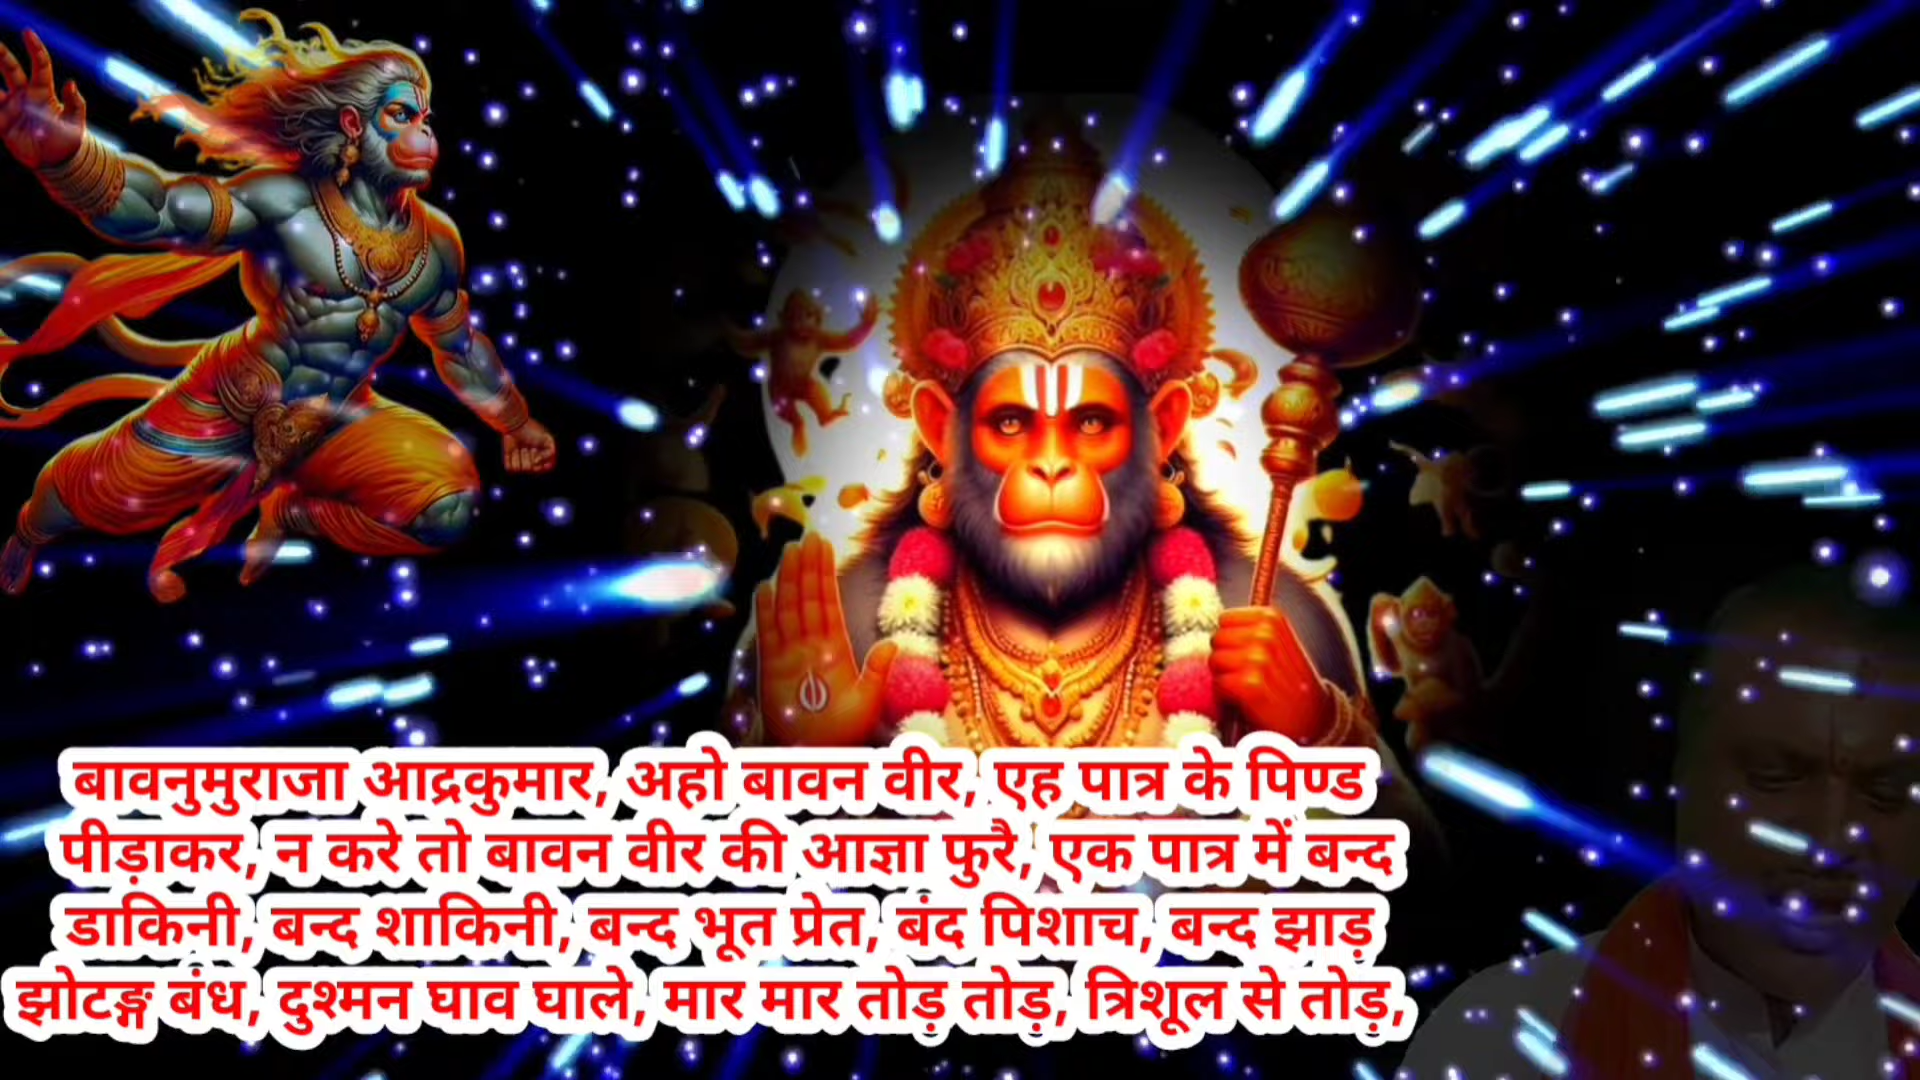 बावनुमुराजा आद्रकुमार, अहो बावन वीर, एह पात्र के पिण्ड
पीड़ाकर, न करे तो बावन वीर की आज्ञा फुरै, एक पात्र में बन्द
डाकिनी, बन्द शाकिनी, बन्द भूत प्रेत, बंद पिशाच, बन्द झाड़
झोटङ्ग बंध, दुश्मन घाव घाले, मार मार तोड़ तोड़, त्रिशूल से तोड़,